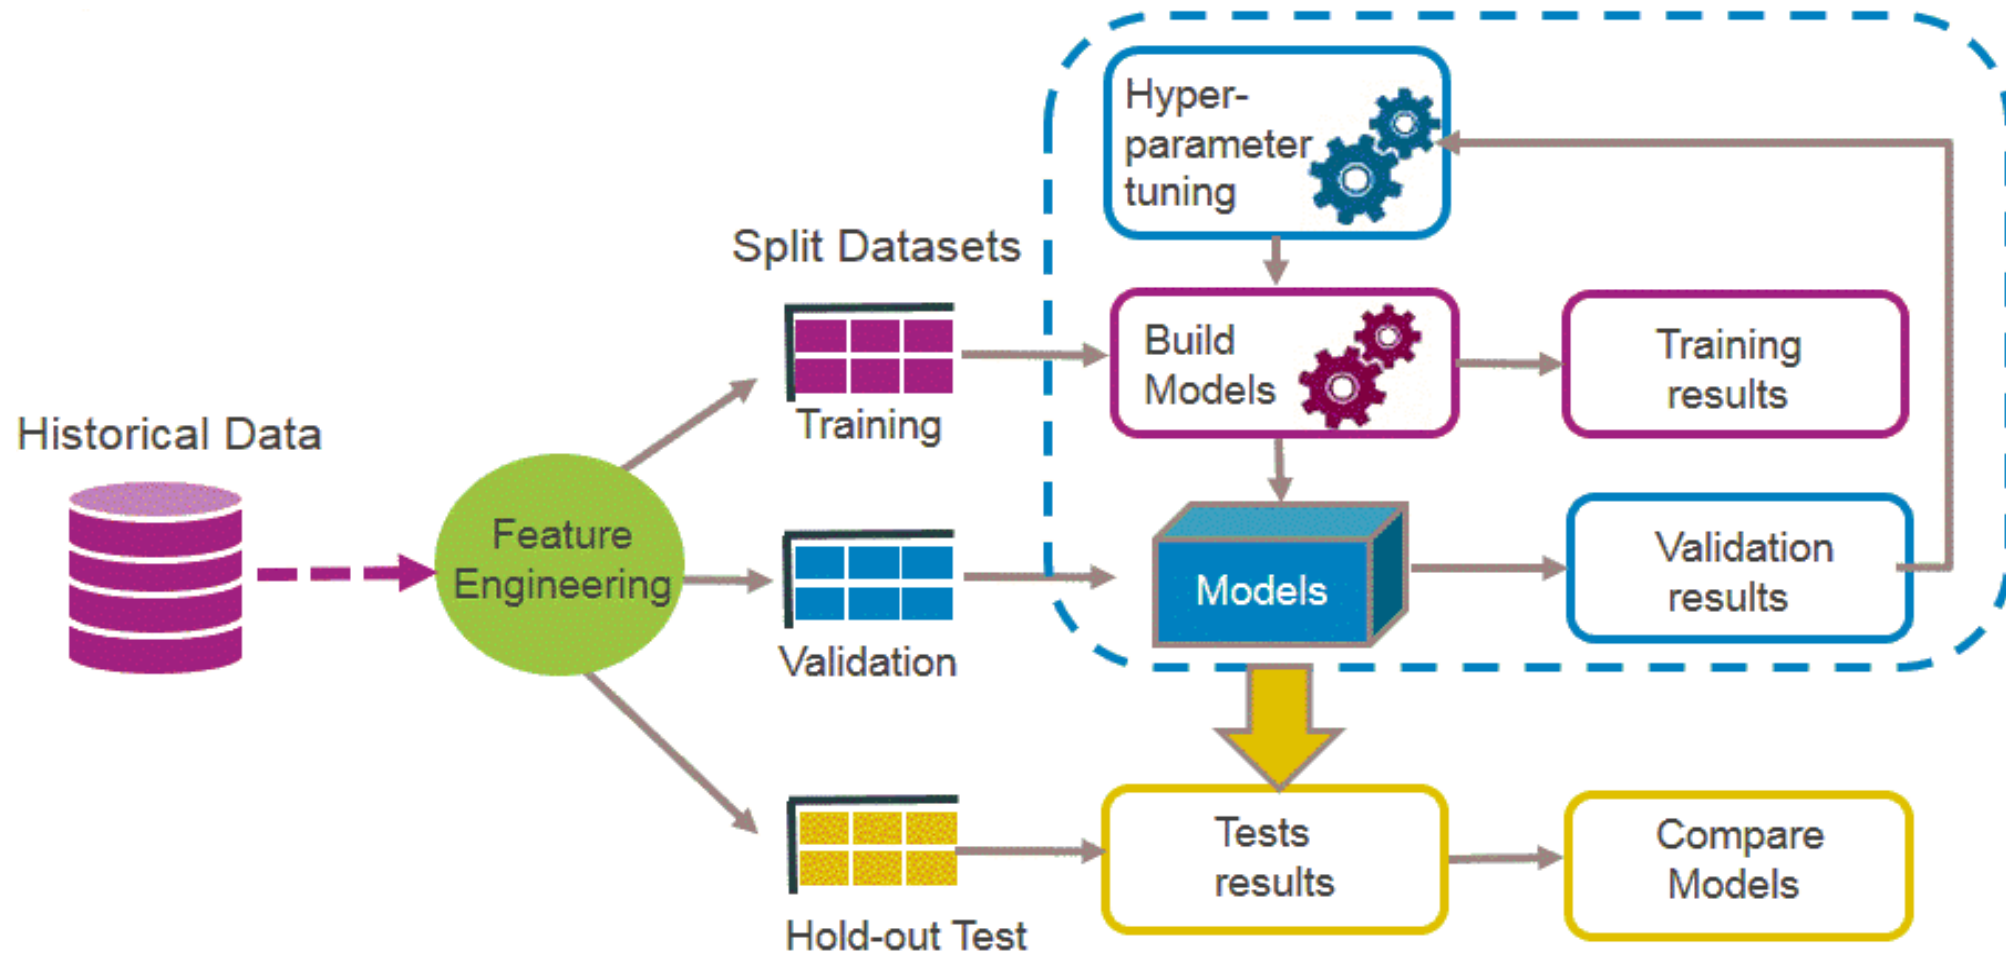 Historical Data
Feature
Engineering
Split Datasets
Training
Validation
Hold-out Test
Hyper-
parameter
tuning
Build
Models
Training
results
Models
Validation
results
Tests
results
Compare
Models